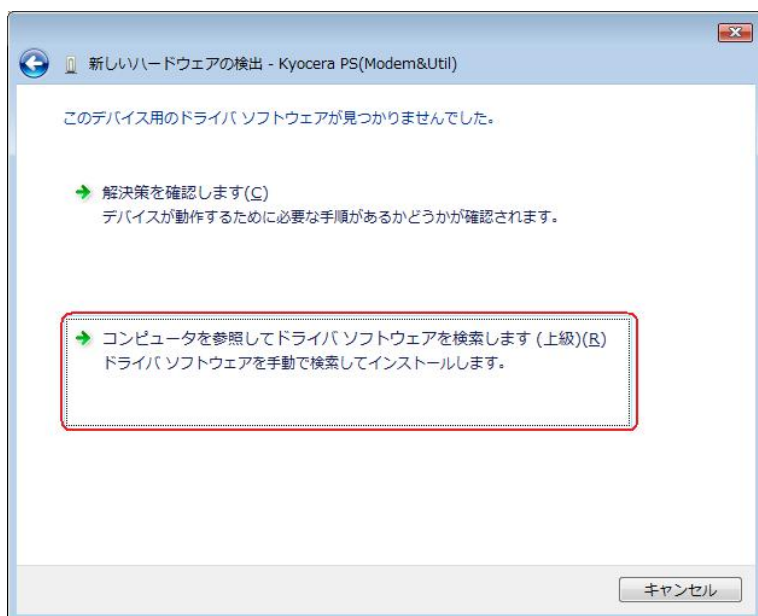 新しいハードウェアの検出 - Kyocera PS(Modem&Util)
このデバイス用のドライバ ソフトウェアが見つかりませんでした。
解決策を確認します(C)
デバイスが動作するために必要な手順があるかどうかが確認されます。
コンピュータを参照してドライバ ソフトウェアを検索します (上級)(R)
ドライバ ソフトウェアを手動で検索してインストールします。
キャンセル